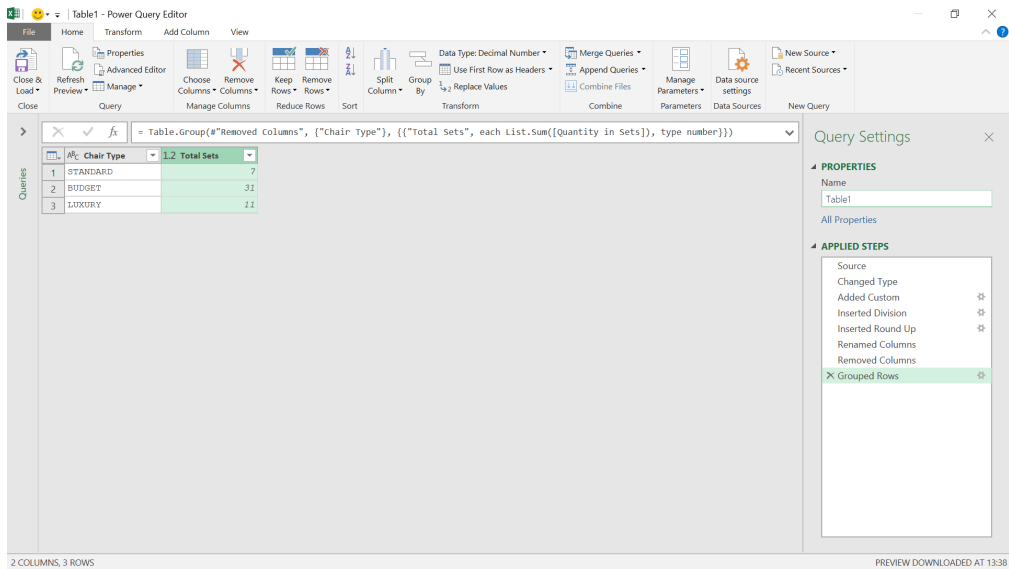 Table1 - Power Query Editor
File Home Transform Add Column View
Close & Load
Close
Refresh Preview
Properties
Advanced Editor
Manage
Query
Choose Columns
Remove Columns
Manage Columns
Keep Rows
Remove Rows
Reduce Rows
Sort
Split Column
Group By
Data Type: Decimal Number
Use First Row as Headers
Replace Values
Transform
Merge Queries
Append Queries
Combine Files
Combine
Manage Parameters
Parameters
Data source settings
Data Sources
New Source
Recent Sources
New Query
fx = Table.Group(#"Removed Columns", {"Chair Type"}, {{"Total Sets", each List.Sum([Quantity in Sets]), type number}})
Queries
ABC Chair Type 1.2 Total Sets
1 STANDARD 7
2 BUDGET 31
3 LUXURY 11
Query Settings
PROPERTIES
Name
Table1
All Properties
APPLIED STEPS
Source
Changed Type
Added Custom
Inserted Division
Inserted Round Up
Renamed Columns
Removed Columns
Grouped Rows
2 COLUMNS, 3 ROWS
PREVIEW DOWNLOADED AT 13:38